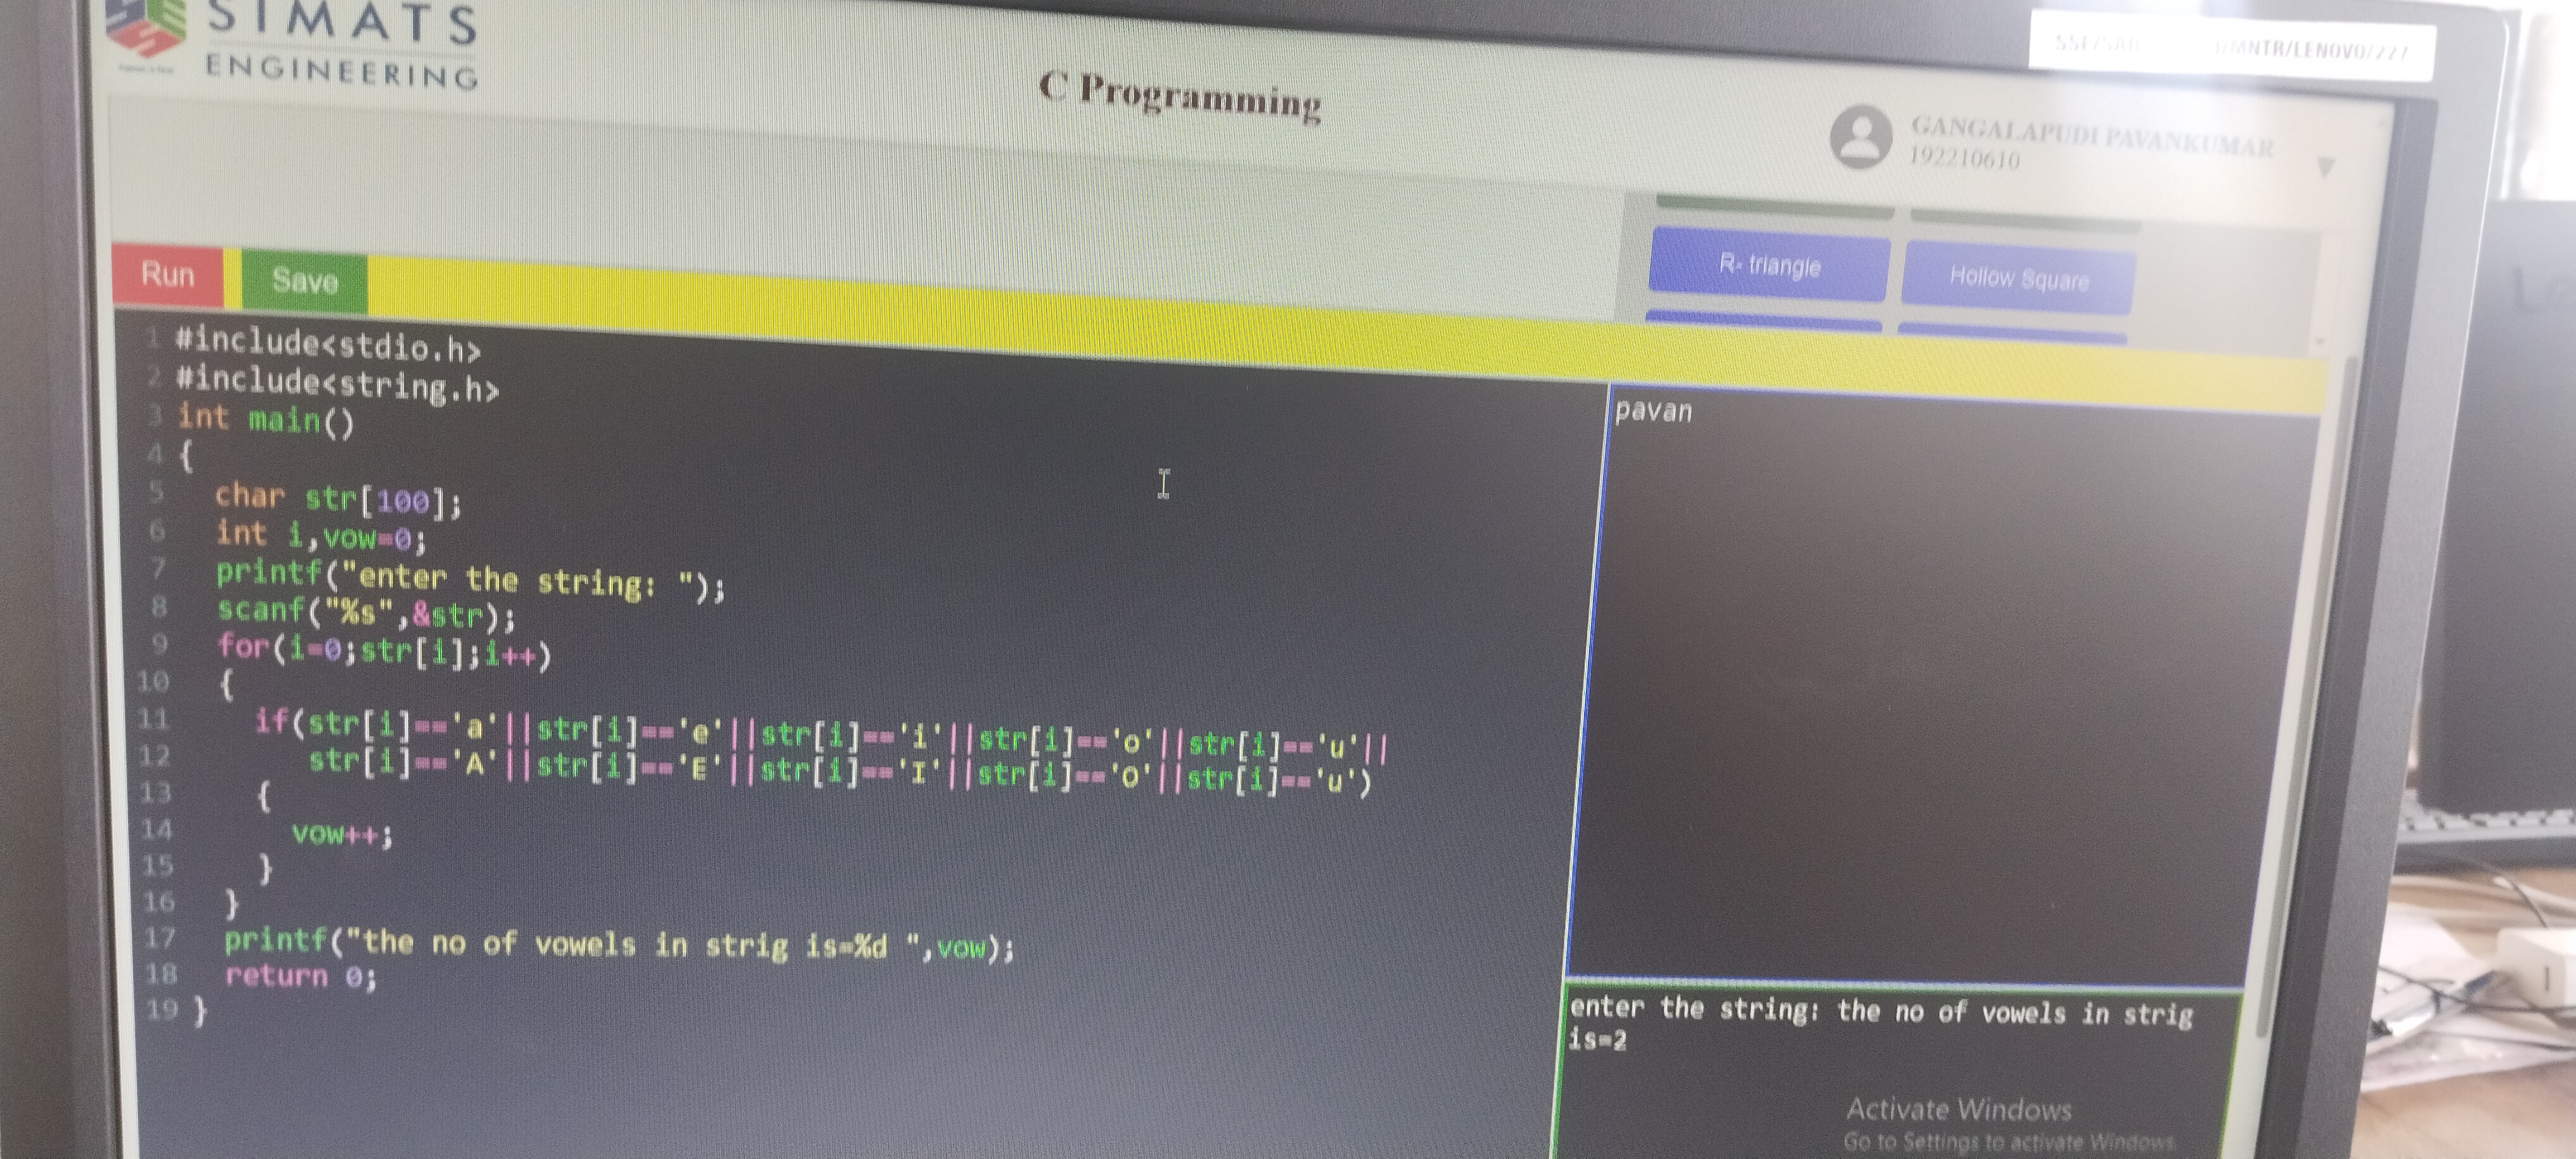 SIMATS
ENGINEERING
C Programming
/MNTR/LENOVO/227
GANGALAPUDI PAVANKUMAR
192210610
R- triangle
Hollow Square
Run
Save
1 #include<stdio.h>
2 #include<string.h>
3 int main()
4 {
5 char str[100];
6 int i,vow=0;
7 printf("enter the string: ");
8 scanf("%s",&str);
9 for(i=0;str[i];i++)
10 {
11 if(str[i]=='a'||str[i]=='e'||str[i]=='i'||str[i]=='o'||str[i]=='u'||
12 str[i]=='A'||str[i]=='E'||str[i]=='I'||str[i]=='O'||str[i]=='u')
13 {
14 vow++;
15 }
16 }
17 printf("the no of vowels in strig is=%d ",vow);
18 return 0;
19 }
pavan
enter the string: the no of vowels in strig
is=2
Activate Windows
Go to Settings to activate Windows.